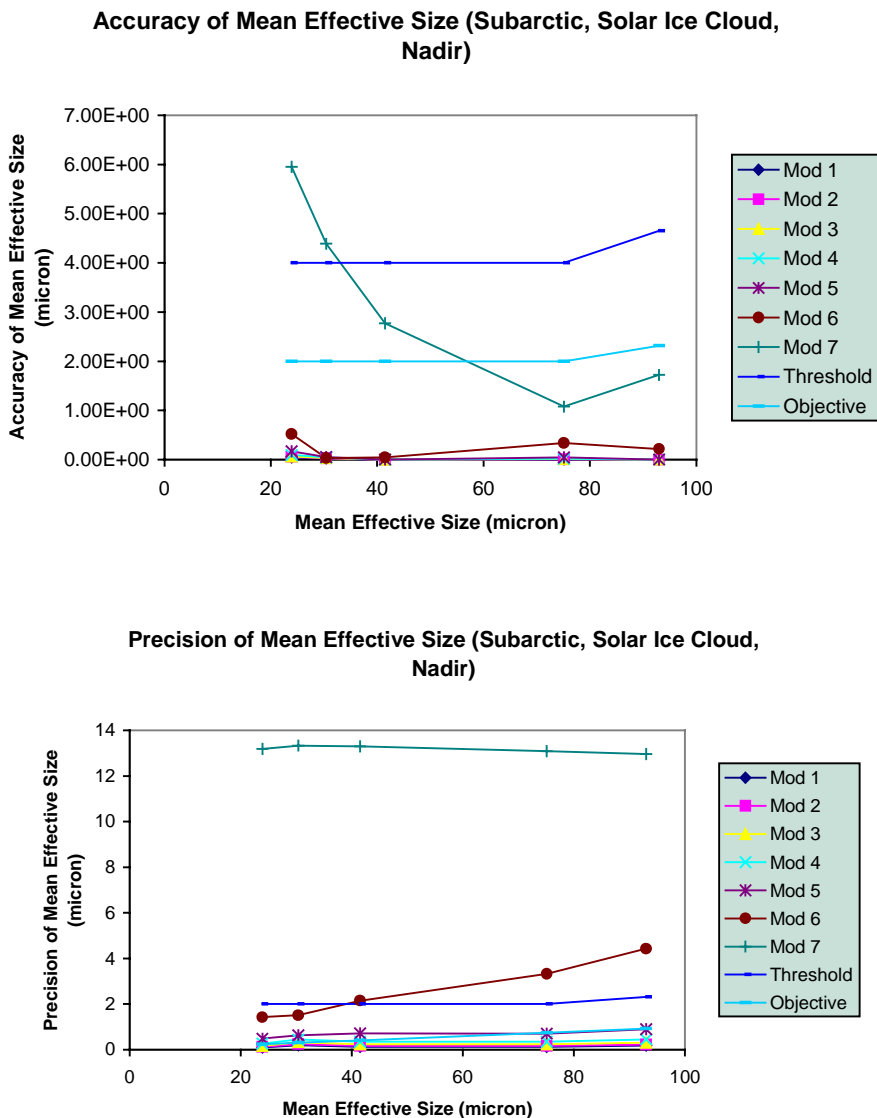 Accuracy of Mean Effective Size (Subarctic, Solar Ice Cloud,
Nadir)
7.00E+00
6.00E+00
5.00E+00
4.00E+00
3.00E+00
2.00E+00
1.00E+00
0.00E+00
Accuracy of Mean Effective Size
(micron)
0 20 40 60 80 100
Mean Effective Size (micron)
Mod 1
Mod 2
Mod 3
Mod 4
Mod 5
Mod 6
Mod 7
Threshold
Objective
Precision of Mean Effective Size (Subarctic, Solar Ice Cloud,
Nadir)
14
12
10
8
6
4
2
0
Precision of Mean Effective Size
(micron)
0 20 40 60 80 100
Mean Effective Size (micron)
Mod 1
Mod 2
Mod 3
Mod 4
Mod 5
Mod 6
Mod 7
Threshold
Objective